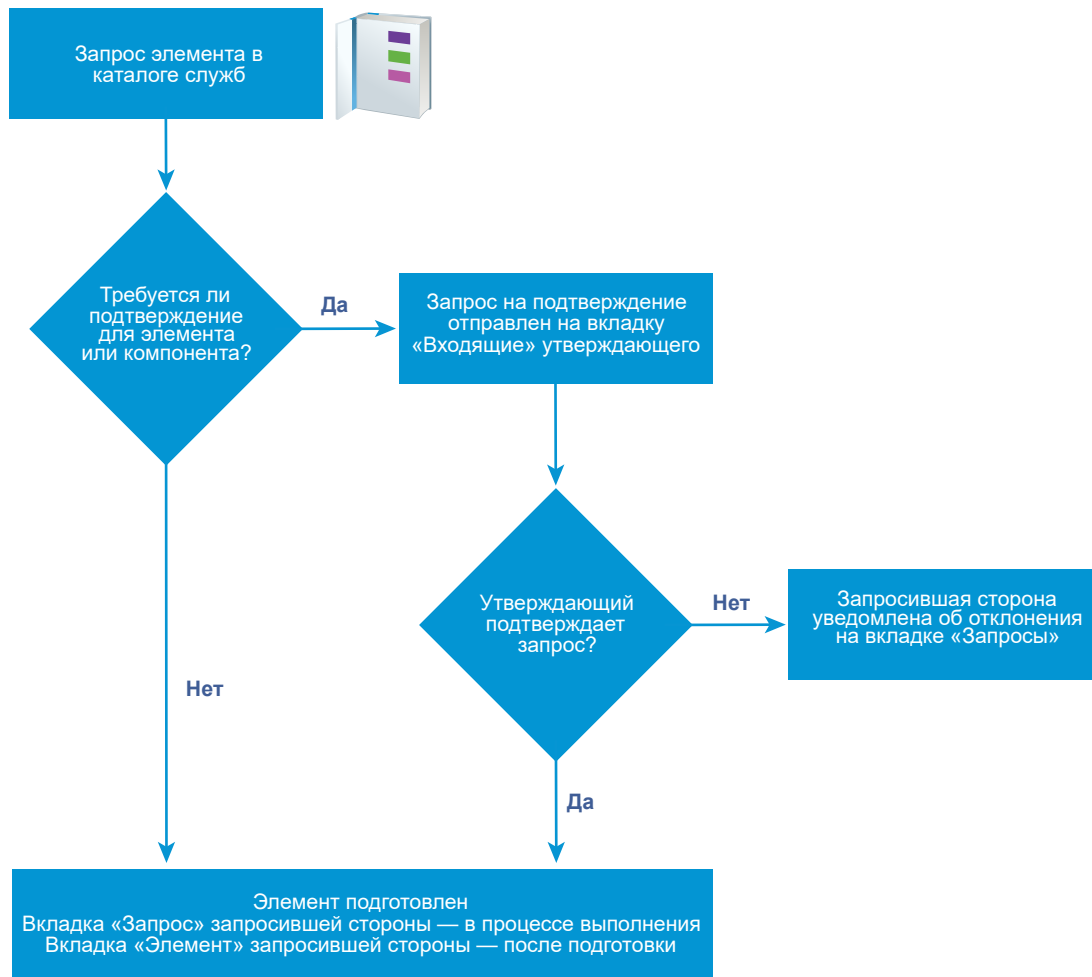 Запрос элемента в
каталоге служб
Требуется ли
подтверждение
для элемента
или компонента?
Да
Запрос на подтверждение
отправлен на вкладку
«Входящие» утверждающего
Утверждающий
подтверждает
запрос?
Нет
Запросившая сторона
уведомлена об отклонения
на вкладке «Запросы»
Нет
Да
Элемент подготовлен
Вкладка «Запрос» запросившей стороны — в процессе выполнения
Вкладка «Элемент» запросившей стороны — после подготовки